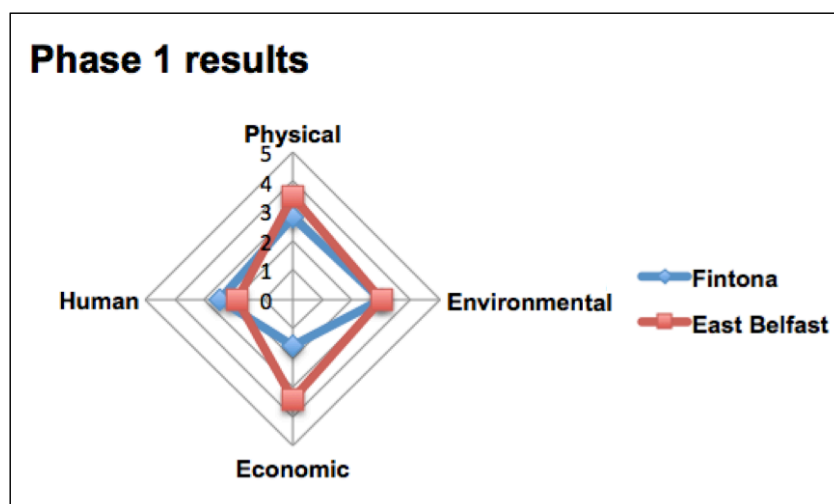 Phase 1 results
Physical
5
4
3
2
1
0
Human
Environmental
Economic
Fintona
East Belfast